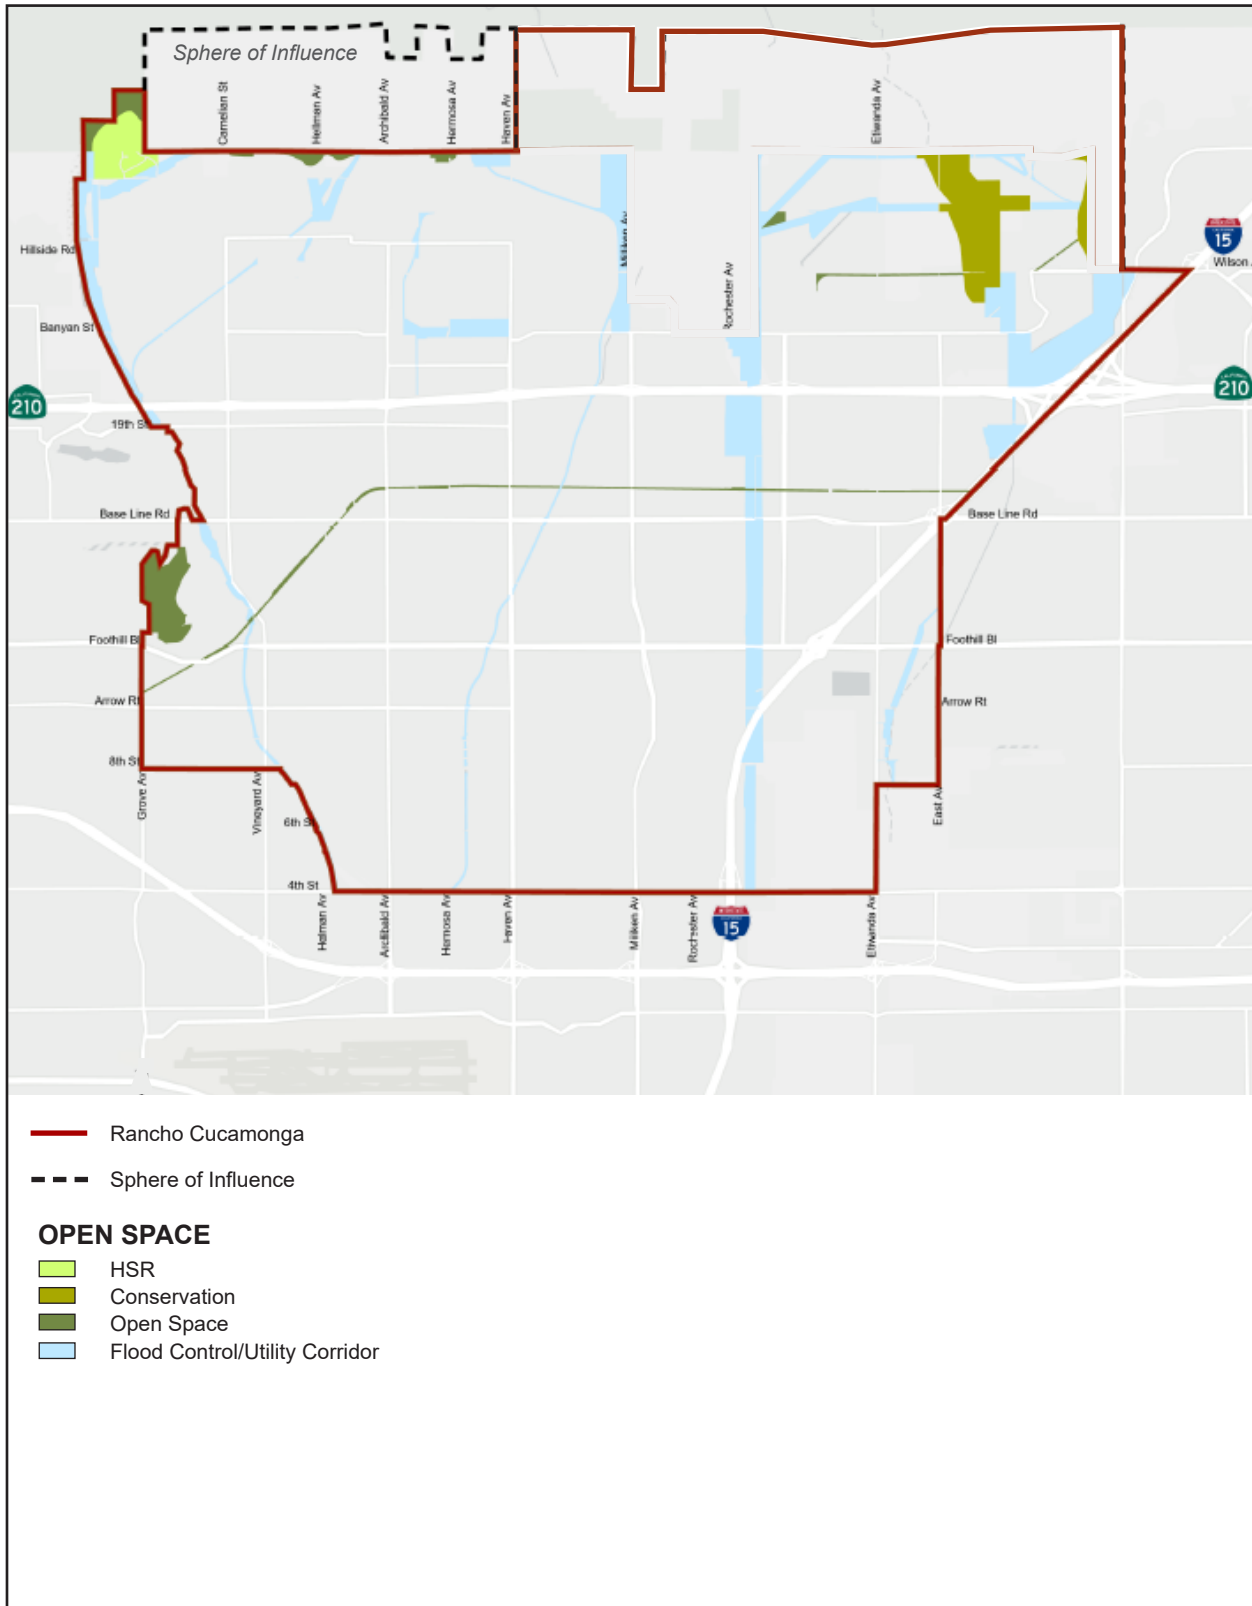 Sphere of Influence
Carnelian St
Hellman Av
Archibald Av
Hermosa Av
Haven Av
Etiwanda Av
CALIFORNIA
15
Hillside Rd
Milliken Av
Wilson
Rochester Av
Banyan St
210
210
19th St
Base Line Rd
Base Line Rd
Foothill Bl
Foothill Bl
Arrow Rt
Arrow Rt
8th St
Grove Av
Vineyard Av
East Av
6th St
4th St
Helman Av
Archibald Av
Hermosa Av
Haven Av
Milliken Av
Rochester Av
15
Etiwanda Av
Rancho Cucamonga
Sphere of Influence
OPEN SPACE
HSR
Conservation
Open Space
Flood Control/Utility Corridor